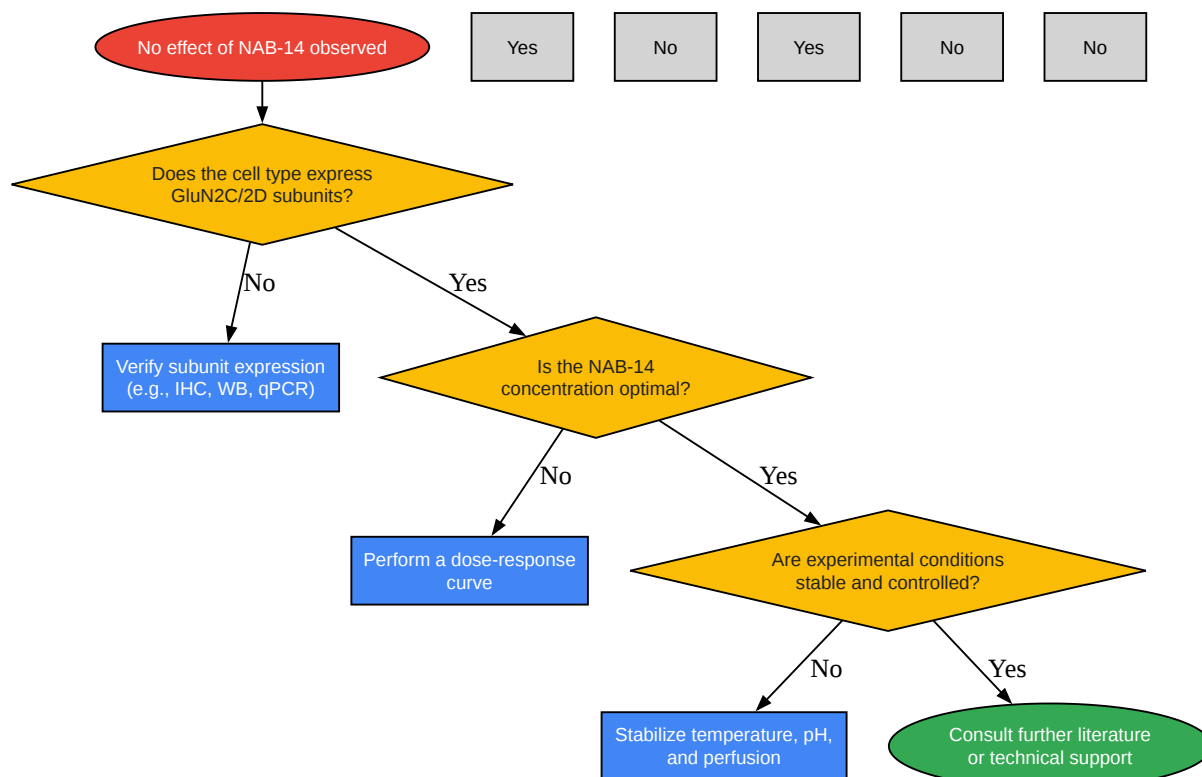 No effect of NAB-14 observed
Yes
No
Yes
No
No
Does the cell type express
GluN2C/2D subunits?
No
Yes
Verify subunit expression
(e.g., IHC, WB, qPCR)
Is the NAB-14
concentration optimal?
No
Yes
Perform a dose-response
curve
Are experimental conditions
stable and controlled?
No
Yes
Stabilize temperature, pH,
and perfusion
Consult further literature
or technical support